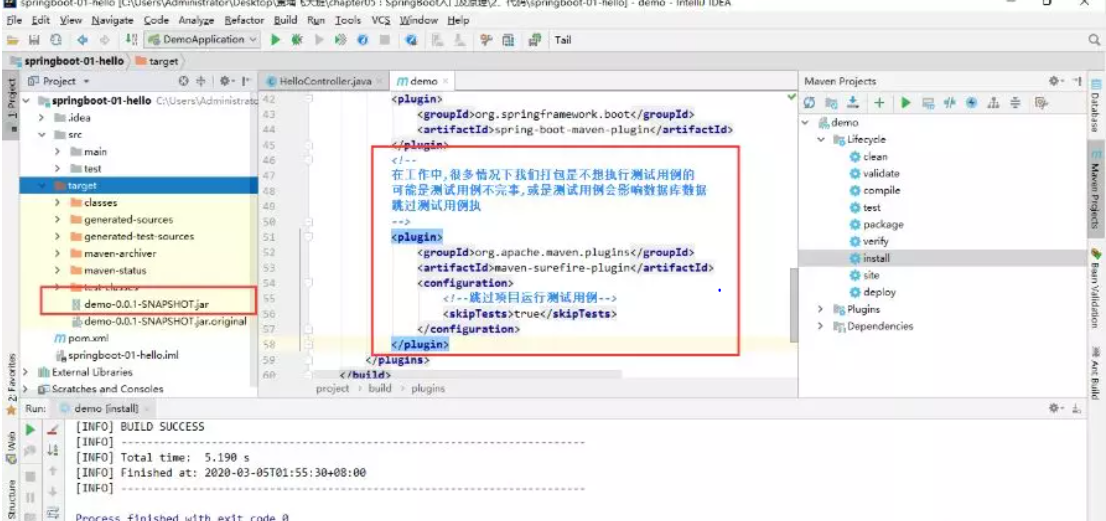 springboot-01-hello [C:\Users\Administrator\Desktop\
chapter05：SpringBoot入门及原理\2、代码\springboot-01-hello] - demo - IntelliJ IDEA
File Edit View Navigate Code Analyze Refactor Build Run Tools VCS Window Help
DemoApplication
Tail
springboot-01-hello
target
Project
springboot-01-hello C:\Users\Administrato
.idea
src
main
test
target
classes
generated-sources
generated-test-sources
maven-archiver
maven-status
test-classes
demo-0.0.1-SNAPSHOT.jar
demo-0.0.1-SNAPSHOT.jar.original
pom.xml
springboot-01-hello.iml
External Libraries
Scratches and Consoles
1: Project
2: Favorites
Web
Structure
HelloController.java
demo
42 <plugin>
43 <groupId>org.springframework.boot</groupId>
44 <artifactId>spring-boot-maven-plugin</artifactId>
45 </plugin>
46 <!--
47 在工作中,很多情况下我们打包是不想执行测试用例的
48 可能是测试用例不完事,或是测试用例会影响数据库数据
49 跳过测试用例执
50 -->
51 <plugin>
52 <groupId>org.apache.maven.plugins</groupId>
53 <artifactId>maven-surefire-plugin</artifactId>
54 <configuration>
55 <!--跳过项目运行测试用例-->
56 <skipTests>true</skipTests>
57 </configuration>
58 </plugin>
59 </plugins>
60 </build>
project › build › plugins
Maven Projects
demo
Lifecycle
clean
validate
compile
test
package
verify
install
site
deploy
Plugins
Dependencies
Database
Maven Projects
Bean Validation
Ant Build
Run: demo [install]
[INFO] BUILD SUCCESS
[INFO] ------------------------------------------------------------------------
[INFO] Total time: 5.190 s
[INFO] Finished at: 2020-03-05T01:55:30+08:00
[INFO] ------------------------------------------------------------------------
Process finished with exit code 0